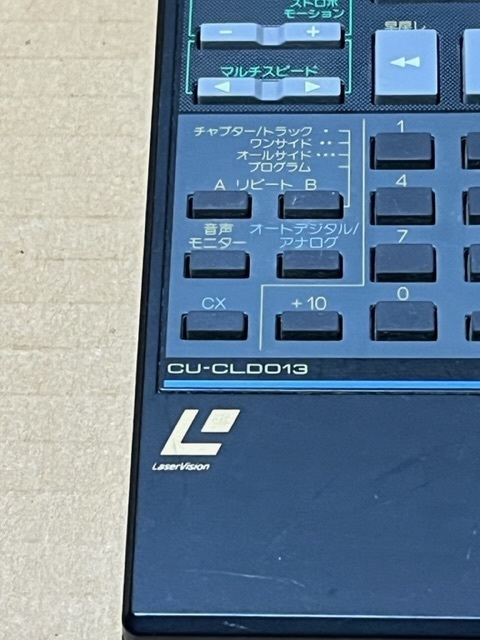 ストロボ
モーション
− +
マルチスピード
早戻し
チャプター/トラック •
ワンサイド ••
オールサイド •••
プログラム
A リピート B
音声
モニター
オートデジタル/
アナログ
CX
+10
1
4
7
0
CU-CLD013
LaserVision